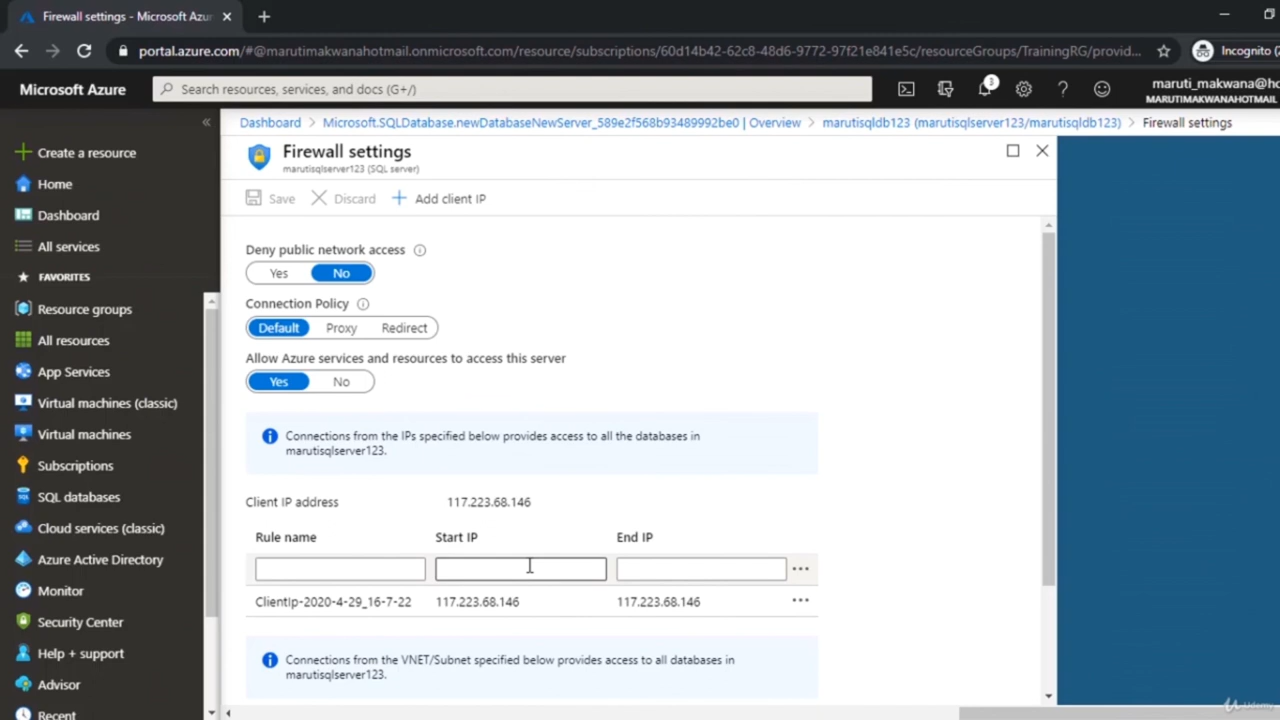 Firewall settings - Microsoft Azur
portal.azure.com/#@marutimakwanahotmail.onmicrosoft.com/resource/subscriptions/60d14b42-62c8-48d6-9772-97f21e841e5c/resourceGroups/TrainingRG/provid...
Incognito (2
Microsoft Azure
Search resources, services, and docs (G+/)
3
maruti_makwana@ho
MARUTIMAKWANAHOTMAIL
Dashboard > Microsoft.SQLDatabase.newDatabaseNewServer_589e2f568b93489992be0 | Overview > marutisqldb123 (marutisqlserver123/marutisqldb123) > Firewall settings
Create a resource
Home
Dashboard
All services
FAVORITES
Resource groups
All resources
App Services
Virtual machines (classic)
Virtual machines
Subscriptions
SQL databases
Cloud services (classic)
Azure Active Directory
Monitor
Security Center
Help + support
Advisor
Recent
Firewall settings
marutisqlserver123 (SQL server)
Save Discard Add client IP
Deny public network access
Yes No
Connection Policy
Default Proxy Redirect
Allow Azure services and resources to access this server
Yes No
Connections from the IPs specified below provides access to all the databases in
marutisqlserver123.
Client IP address 117.223.68.146
Rule name Start IP End IP
ClientIp-2020-4-29_16-7-22 117.223.68.146 117.223.68.146
Connections from the VNET/Subnet specified below provides access to all databases in
marutisqlserver123.
Udemy